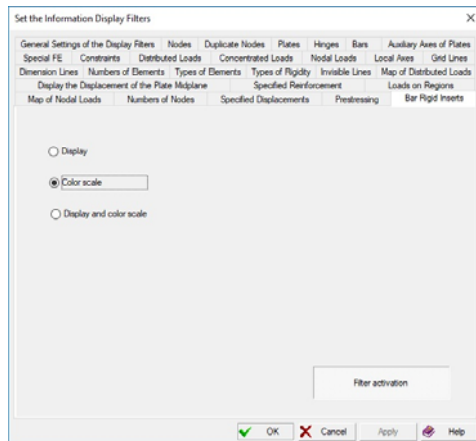 Set the Information Display Filters
General Settings of the Display Filters Nodes Duplicate Nodes Plates Hinges Bars Auxiliary Axes of Plates
Special FE Constraints Distributed Loads Concentrated Loads Nodal Loads Local Axes Grid Lines
Dimension Lines Numbers of Elements Types of Elements Types of Rigidity Invisible Lines Map of Distributed Loads
Display the Displacement of the Plate Midplane Specified Reinforcement Loads on Regions
Map of Nodal Loads Numbers of Nodes Specified Displacements Prestressing Bar Rigid Inserts
Display
Color scale
Display and color scale
Filter activation
OK Cancel Apply Help